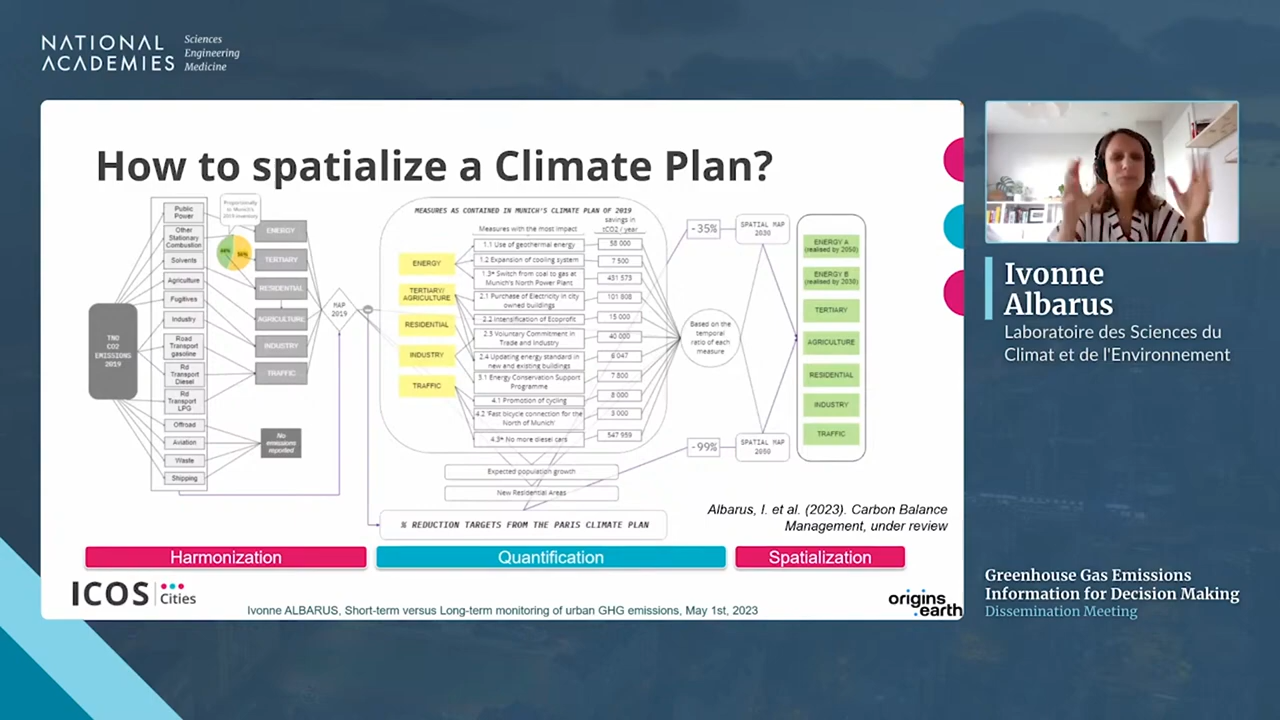 NATIONAL
ACADEMIES
Sciences
Engineering
Medicine
How to spatialize a Climate Plan?
TNO
CO2
EMISSIONS
2019
Public
Power
Other
Stationary
Combustion
Solvents
Agriculture
Fugitives
Industry
Road
Transport
gasoline
Rd
Transport
Diesel
Rd
Transport
LPG
Offroad
Aviation
Waste
Shipping
Proportionally
to Munich's
2019 inventory
ENERGY
TERTIARY
RESIDENTIAL
AGRICULTURE
INDUSTRY
TRAFFIC
No
emissions
reported
MAP
2019
MEASURES AS CONTAINED IN MUNICH'S CLIMATE PLAN OF 2019
Measures with the most impact
savings in
tCO2 / year
ENERGY
TERTIARY/
AGRICULTURE
RESIDENTIAL
INDUSTRY
TRAFFIC
1.1 Use of geothermal energy
58 000
1.2 Expansion of cooling system
7 500
1.3* Switch from coal to gas at
Munich's North Power Plant
431 573
2.1 Purchase of Electricity in city
owned buildings
101 808
2.2 Intensification of Ecoprofit
15 000
2.3 Voluntary Commitment in
Trade and Industry
40 000
2.4 Updating energy standard in
new and existing buildings
6 047
3.1 Energy Conservation Support
Programme
7 800
4.1 Promotion of cycling
8 000
4.2 'Fast bicycle connection for the
North of Munich'
3 000
4.3* No more diesel cars
547 959
Expected population growth
New Residential Areas
% REDUCTION TARGETS FROM THE PARIS CLIMATE PLAN
Based on the
temporal
ratio of each
measure
-35%
-99%
SPATIAL MAP
2030
SPATIAL MAP
2050
ENERGY A
(realised by 2050)
ENERGY B
(realised by 2030)
TERTIARY
AGRICULTURE
RESIDENTIAL
INDUSTRY
TRAFFIC
Albarus, I. et al. (2023). Carbon Balance
Management, under review
Harmonization
Quantification
Spatialization
ICOS
Cities
Ivonne ALBARUS, Short-term versus Long-term monitoring of urban GHG emissions, May 1st, 2023
origins
earth
Ivonne
Albarus
Laboratoire des Sciences du
Climat et de l'Environnement
Greenhouse Gas Emissions
Information for Decision Making
Dissemination Meeting